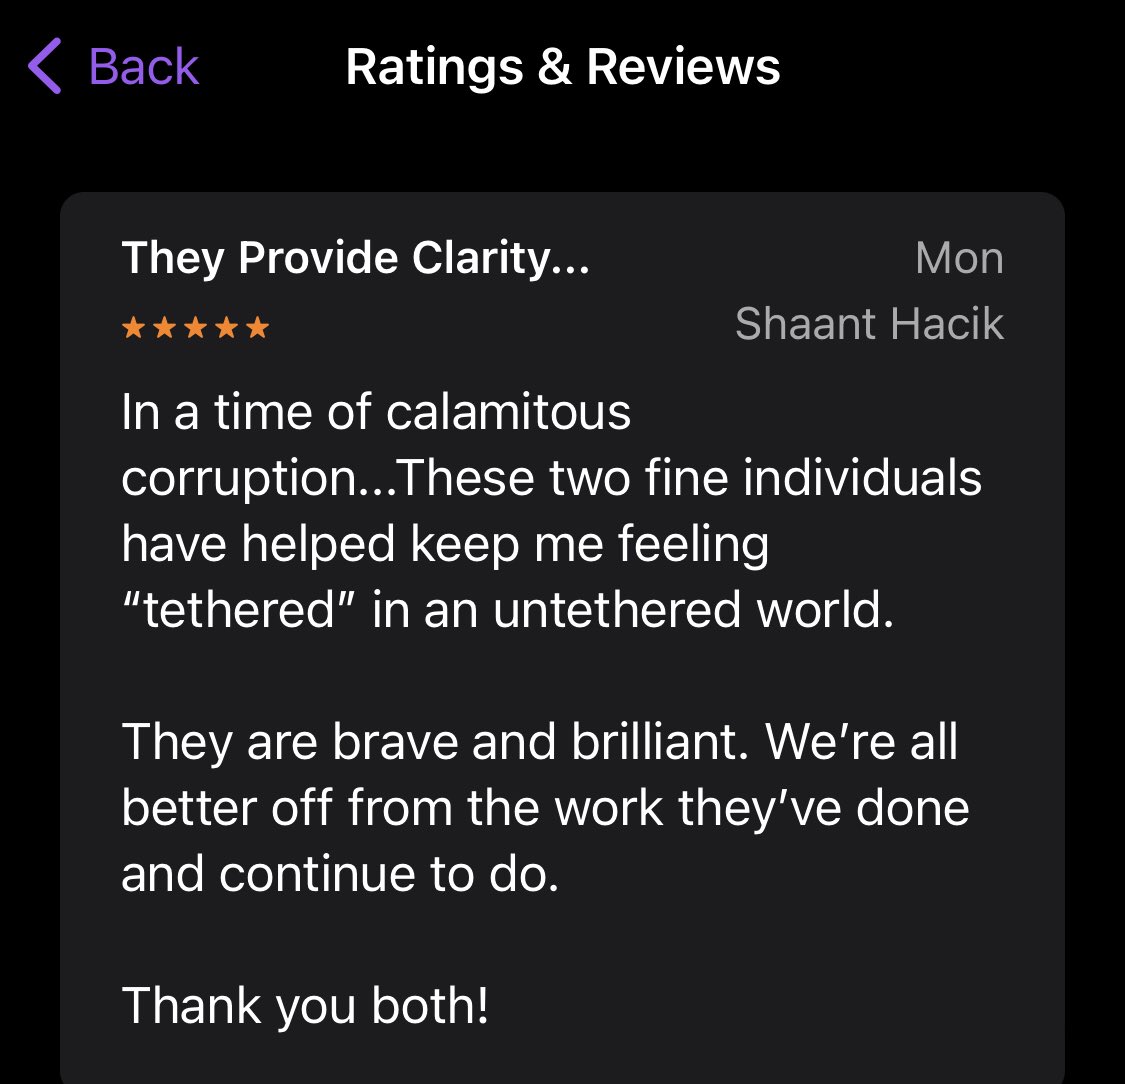 Back
Ratings & Reviews
They Provide Clarity...
Mon
Shaant Hacik
In a time of calamitous
corruption...These two fine individuals
have helped keep me feeling
“tethered” in an untethered world.
They are brave and brilliant. We’re all
better off from the work they’ve done
and continue to do.
Thank you both!